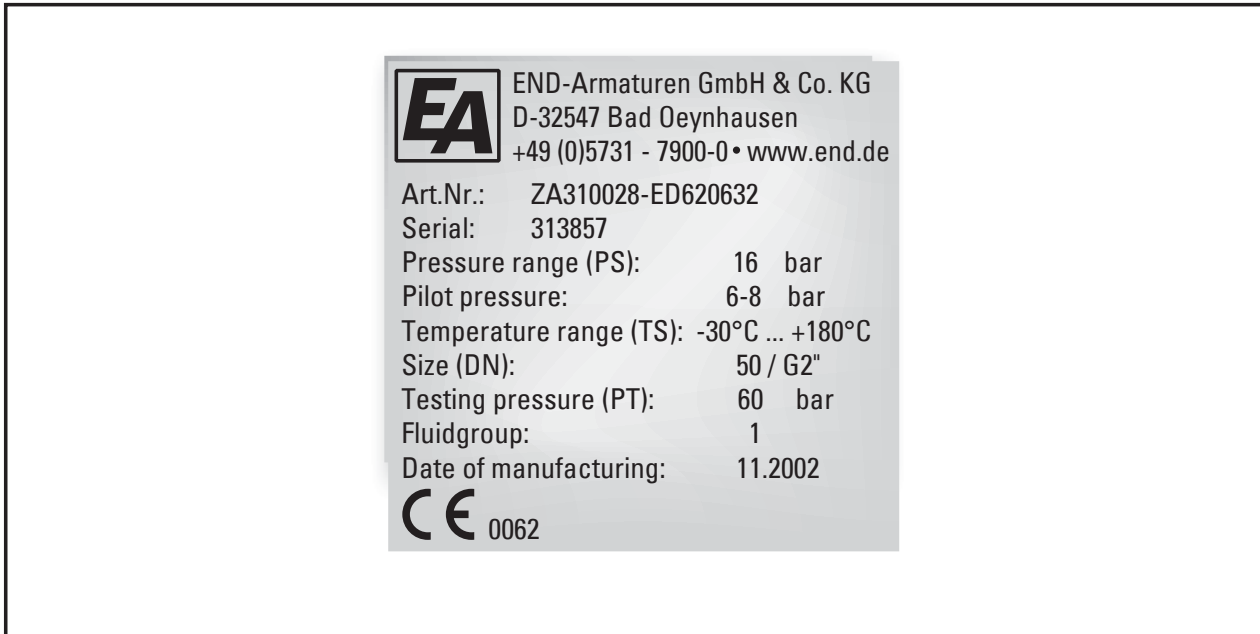 EA END-Armaturen GmbH & Co. KG
D-32547 Bad Oeynhausen
+49 (0)5731 - 7900-0 • www.end.de
Art.Nr.: ZA310028-ED620632
Serial: 313857
Pressure range (PS): 16 bar
Pilot pressure: 6-8 bar
Temperature range (TS): -30°C ... +180°C
Size (DN): 50 / G2"
Testing pressure (PT): 60 bar
Fluidgroup: 1
Date of manufacturing: 11.2002
CE 0062